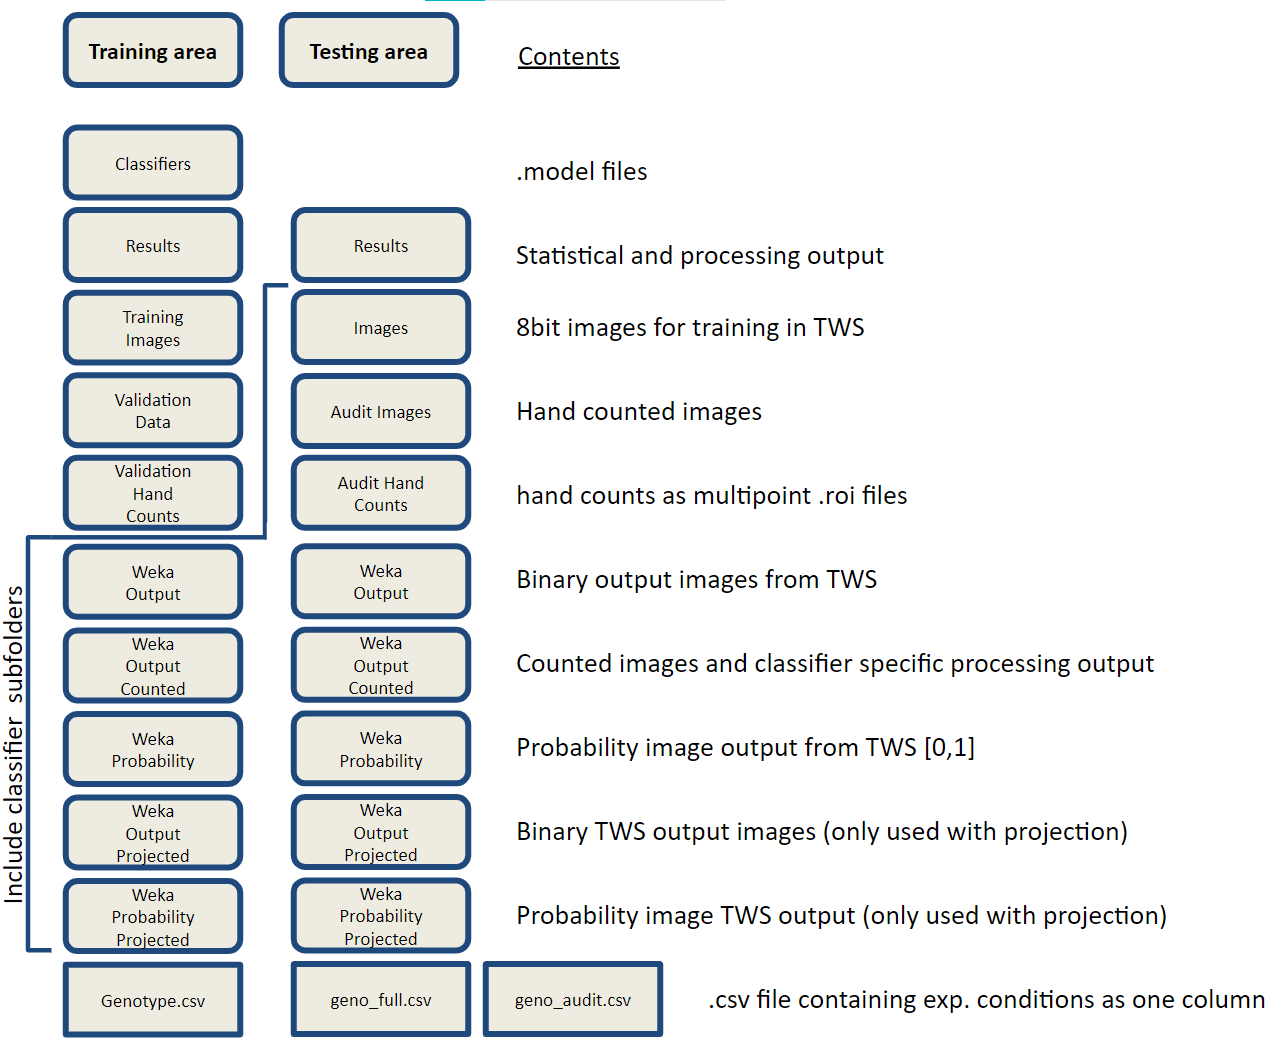 Training area
Testing area
Contents
Classifiers
.model files
Results
Results
Statistical and processing output
Training
Images
Images
8bit images for training in TWS
Validation
Data
Audit Images
Hand counted images
Validation
Hand
Counts
Audit Hand
Counts
hand counts as multipoint .roi files
Include classifier subfolders
Weka
Output
Weka
Output
Binary output images from TWS
Weka
Output
Counted
Weka
Output
Counted
Counted images and classifier specific processing output
Weka
Probability
Weka
Probability
Probability image output from TWS [0,1]
Weka
Output
Projected
Weka
Output
Projected
Binary TWS output images (only used with projection)
Weka
Probability
Projected
Weka
Probability
Projected
Probability image TWS output (only used with projection)
Genotype.csv
geno_full.csv
geno_audit.csv
.csv file containing exp. conditions as one column